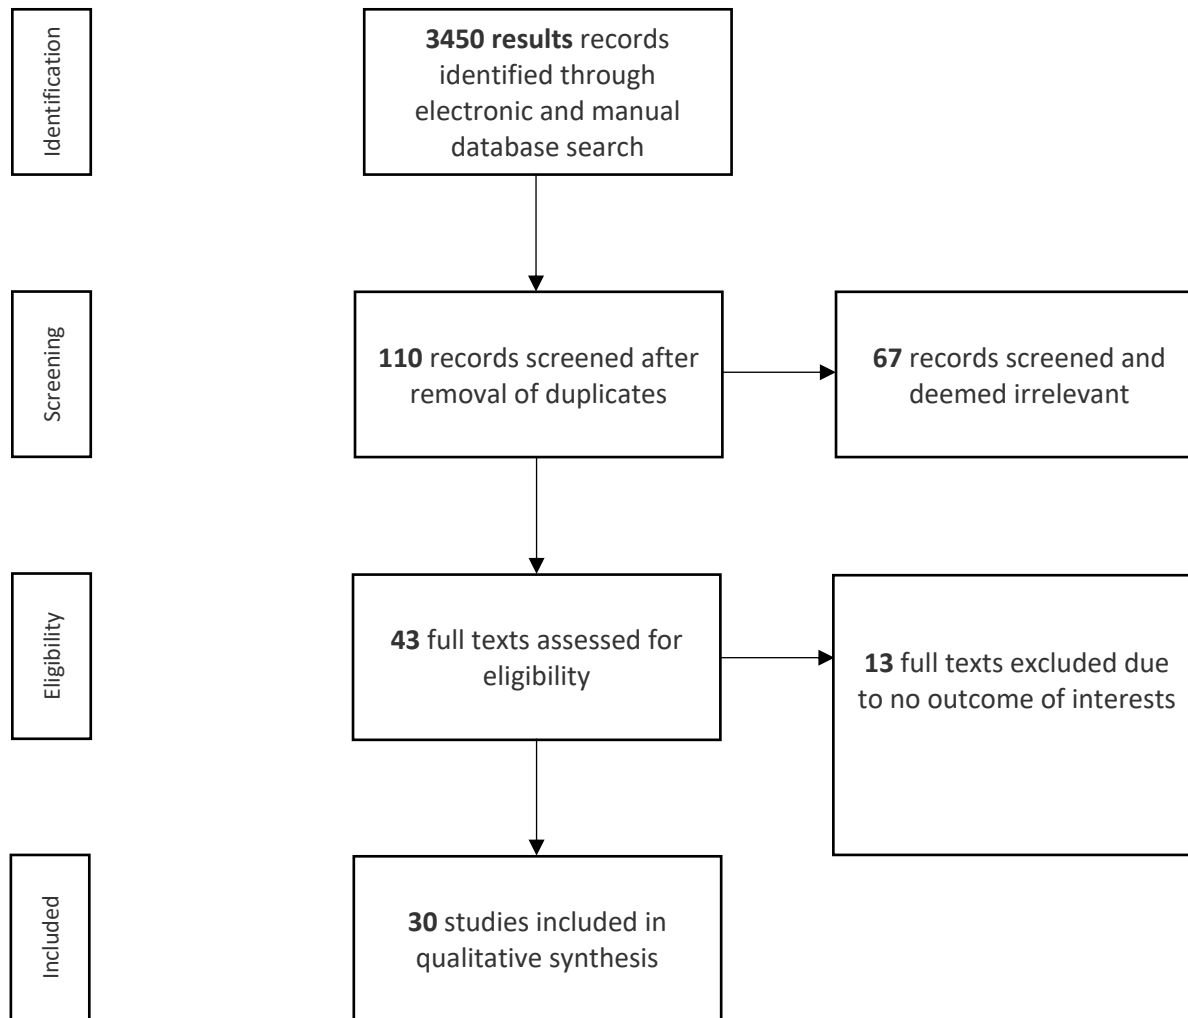 Identification
3450 results records
identified through
electronic and manual
database search
Screening
110 records screened after
removal of duplicates
67 records screened and
deemed irrelevant
Eligibility
43 full texts assessed for
eligibility
13 full texts excluded due
to no outcome of interests
Included
30 studies included in
qualitative synthesis